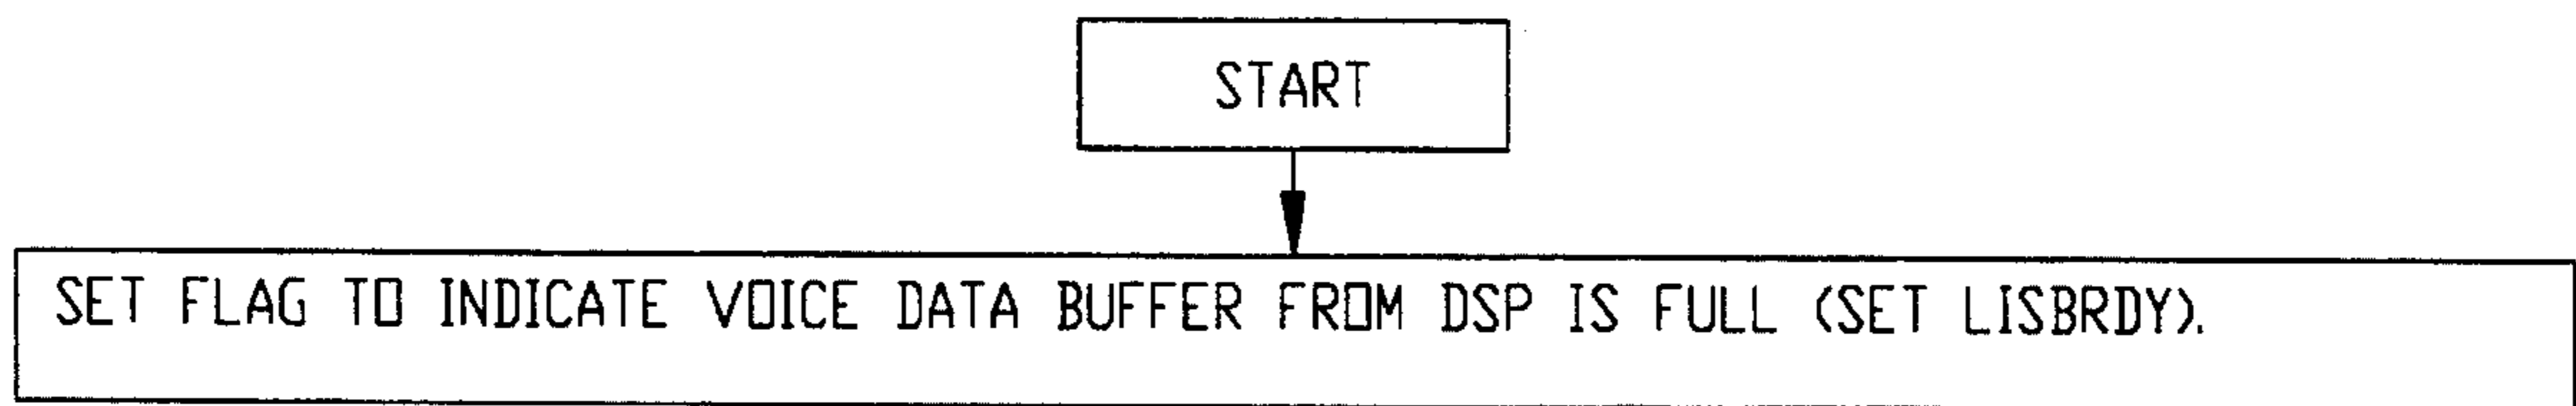 START
SET FLAG TO INDICATE VOICE DATA BUFFER FROM DSP IS FULL (SET LISBRDY).